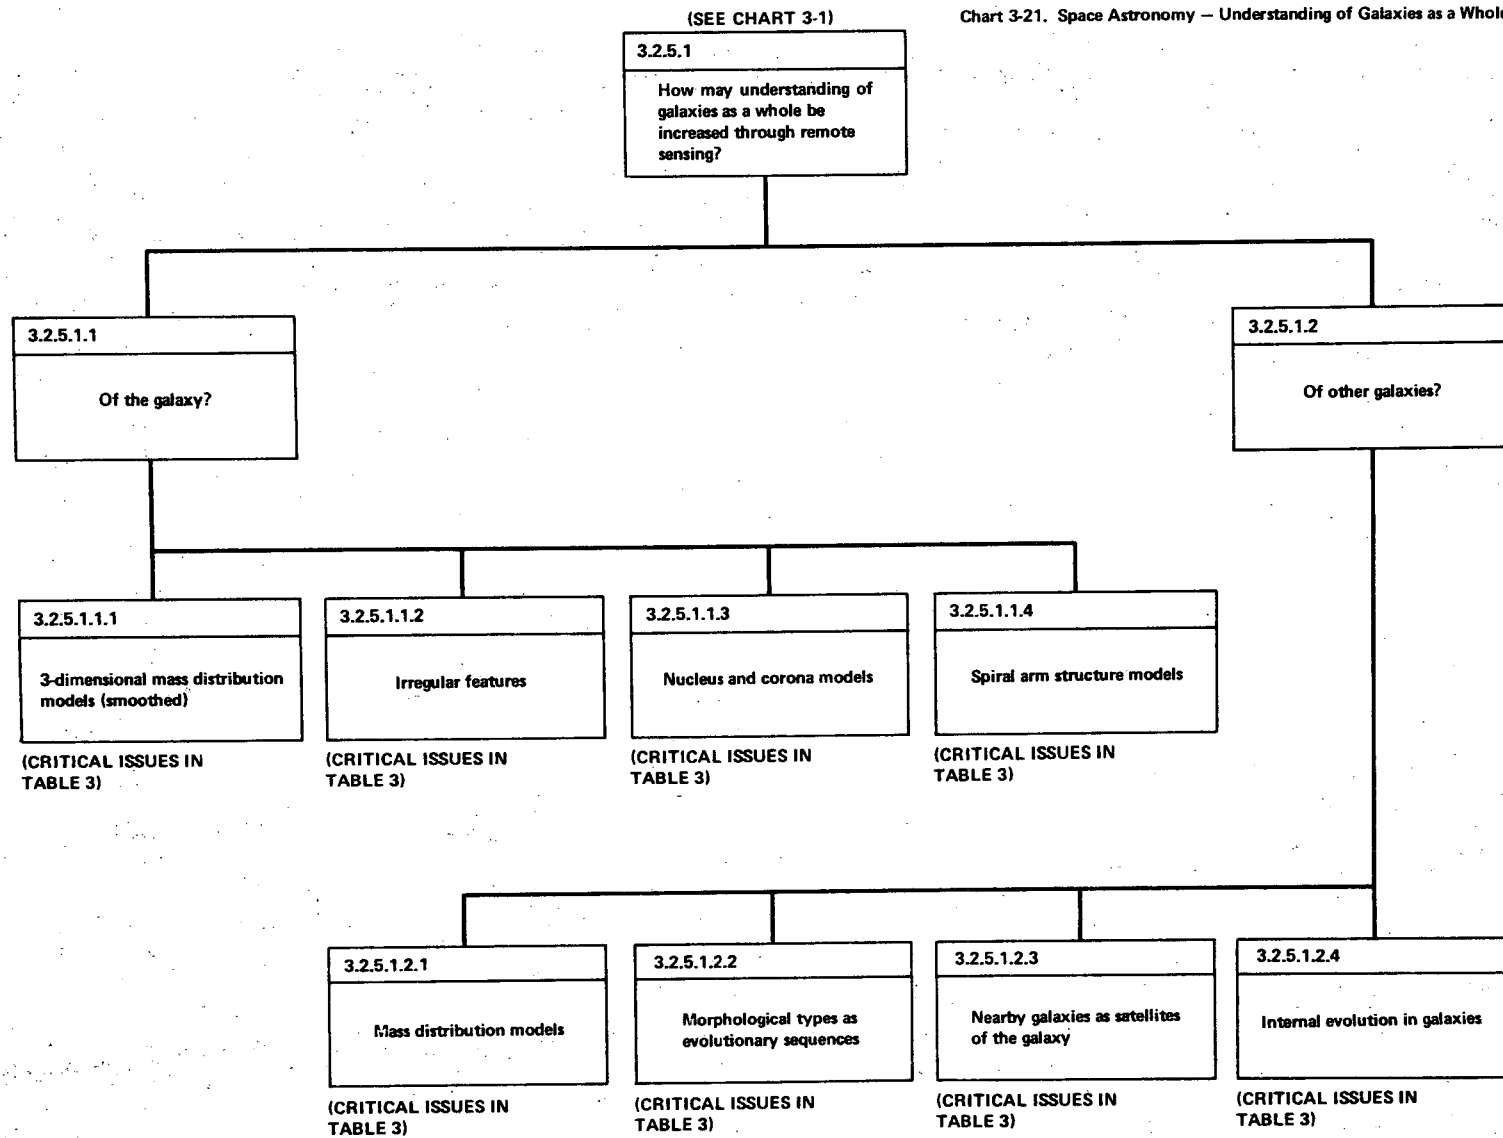 (SEE CHART 3-1)
Chart 3-21. Space Astronomy — Understanding of Galaxies as a Whole
3.2.5.1
How may understanding of
galaxies as a whole be
increased through remote
sensing?
3.2.5.1.1
Of the galaxy?
3.2.5.1.2
Of other galaxies?
3.2.5.1.1.1
3-dimensional mass distribution
models (smoothed)
(CRITICAL ISSUES IN
TABLE 3)
3.2.5.1.1.2
Irregular features
(CRITICAL ISSUES IN
TABLE 3)
3.2.5.1.1.3
Nucleus and corona models
(CRITICAL ISSUES IN
TABLE 3)
3.2.5.1.1.4
Spiral arm structure models
(CRITICAL ISSUES IN
TABLE 3)
3.2.5.1.2.1
Mass distribution models
(CRITICAL ISSUES IN
TABLE 3)
3.2.5.1.2.2
Morphological types as
evolutionary sequences
(CRITICAL ISSUES IN
TABLE 3)
3.2.5.1.2.3
Nearby galaxies as satellites
of the galaxy
(CRITICAL ISSUES IN
TABLE 3)
3.2.5.1.2.4
Internal evolution in galaxies
(CRITICAL ISSUES IN
TABLE 3)